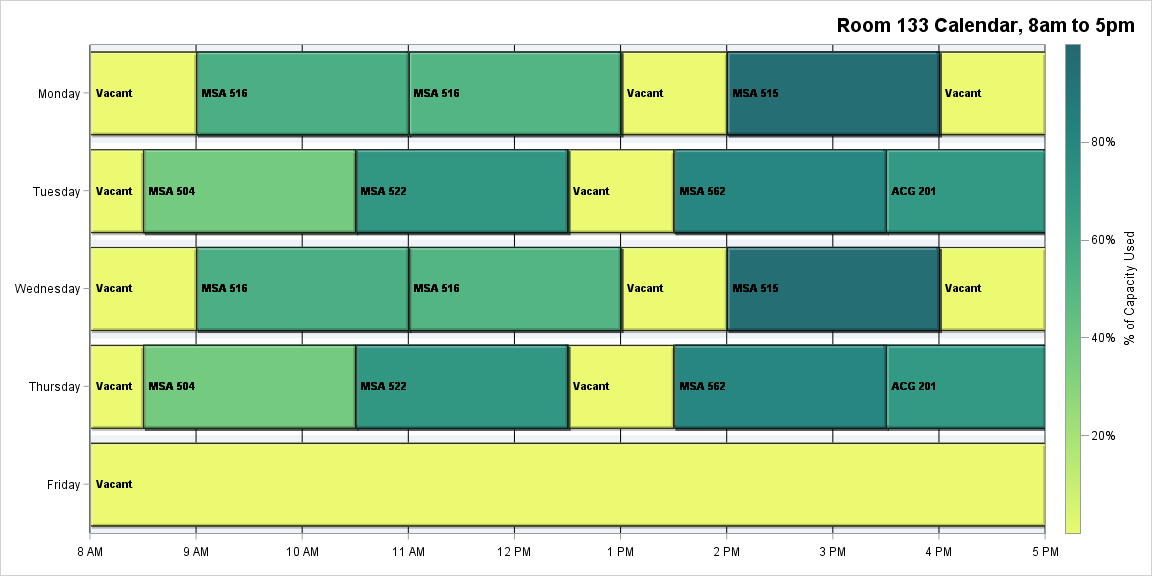 Room 133 Calendar, 8am to 5pm
Monday
Vacant
MSA 516
MSA 516
Vacant
MSA 515
Vacant
Tuesday
Vacant
MSA 504
MSA 522
Vacant
MSA 562
ACG 201
Wednesday
Vacant
MSA 516
MSA 516
Vacant
MSA 515
Vacant
Thursday
Vacant
MSA 504
MSA 522
Vacant
MSA 562
ACG 201
Friday
Vacant
8 AM
9 AM
10 AM
11 AM
12 PM
1 PM
2 PM
3 PM
4 PM
5 PM
80%
60%
40%
20%
% of Capacity Used